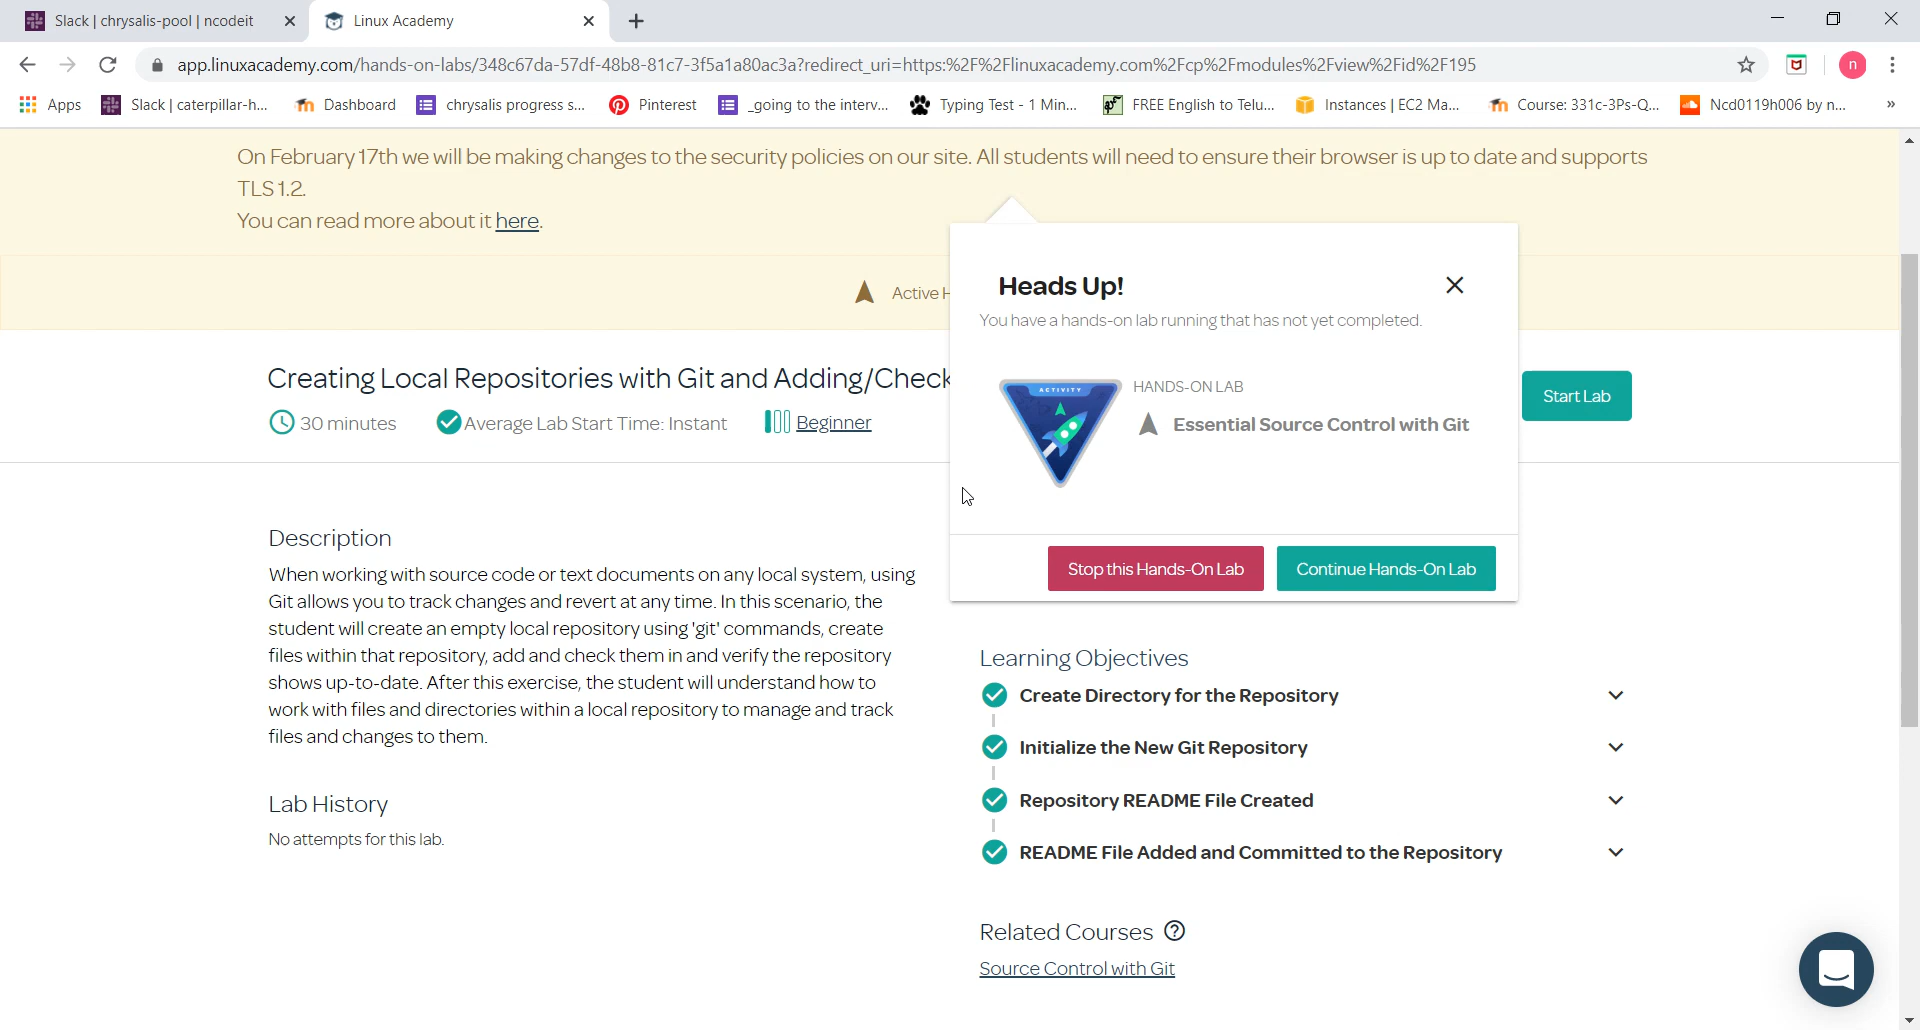 Slack | chrysalis-pool | ncodeit
Linux Academy
app.linuxacademy.com/hands-on-labs/348c67da-57df-48b8-81c7-3f5a1a80ac3a?redirect_uri=https:%2F%2Flinuxacademy.com%2Fcp%2Fmodules%2Fview%2Fid%2F195
n
Apps
Slack | caterpillar-h...
Dashboard
chrysalis progress s...
Pinterest
_going to the interv...
Typing Test - 1 Min...
FREE English to Telu...
Instances | EC2 Ma...
Course: 331c-3Ps-Q...
Ncd0119h006 by n...
»
On February 17th we will be making changes to the security policies on our site. All students will need to ensure their browser is up to date and supports
TLS 1.2.
You can read more about it here.
Active H
Heads Up!
You have a hands-on lab running that has not yet completed.
ACTIVITY
HANDS-ON LAB
Essential Source Control with Git
Stop this Hands-On Lab
Continue Hands-On Lab
Creating Local Repositories with Git and Adding/Check
Start Lab
30 minutes
Average Lab Start Time: Instant
Beginner
Description
When working with source code or text documents on any local system, using
Git allows you to track changes and revert at any time. In this scenario, the
student will create an empty local repository using 'git' commands, create
files within that repository, add and check them in and verify the repository
shows up-to-date. After this exercise, the student will understand how to
work with files and directories within a local repository to manage and track
files and changes to them.
Lab History
No attempts for this lab.
Learning Objectives
Create Directory for the Repository
Initialize the New Git Repository
Repository README File Created
README File Added and Committed to the Repository
Related Courses ?
Source Control with Git